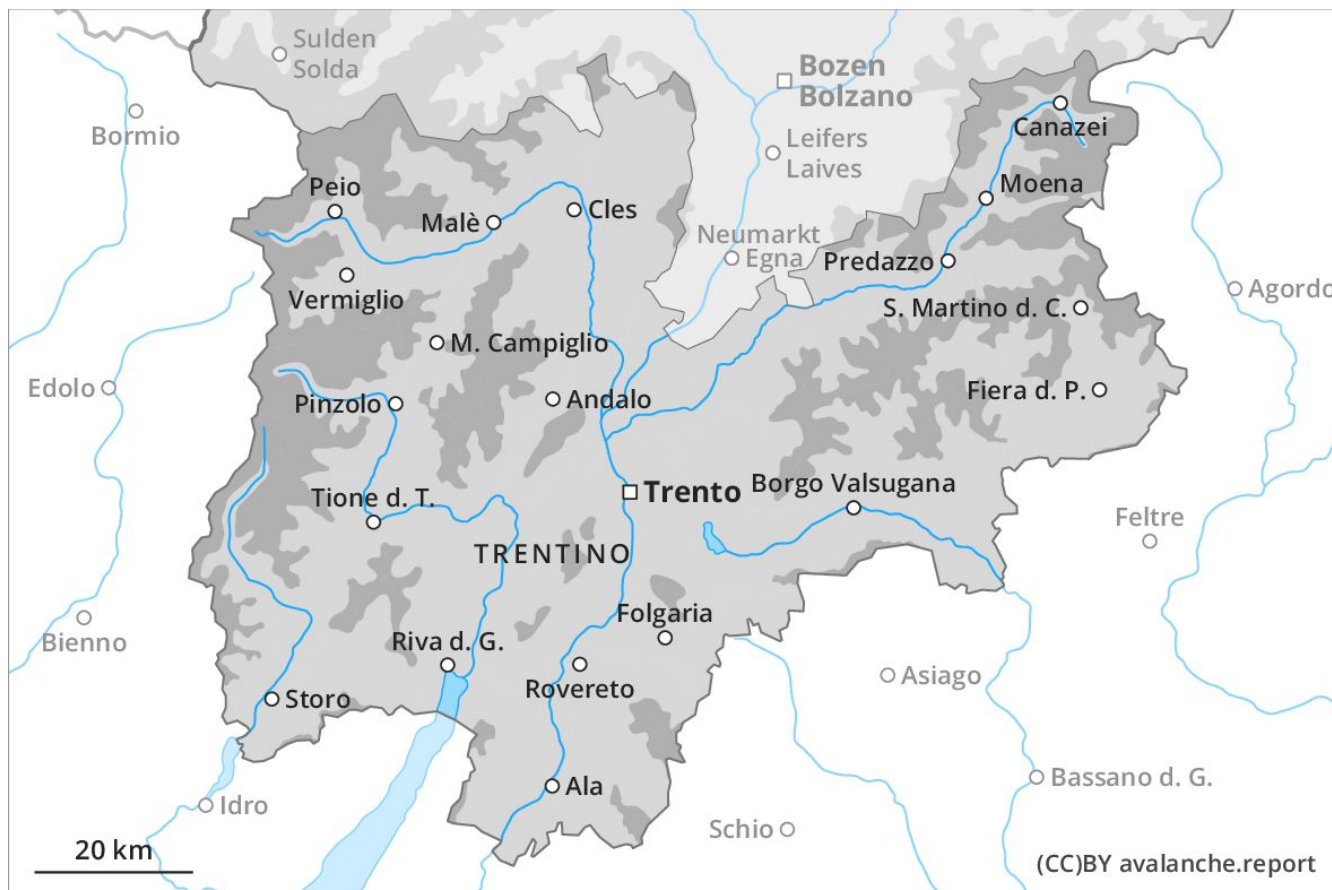 Sulden
Solda
Bozen
Bolzano
Bormio
Canazei
Leifers
Laives
Peio
Moena
Malè
Cles
Neumarkt
Egna
Predazzo
Vermiglio
Agordo
S. Martino d. C.
M. Campiglio
Edolo
Andalo
Fiera d. P.
Pinzolo
Trento
Borgo Valsugana
Tione d. T.
Feltre
TRENTINO
Folgaria
Bienno
Riva d. G.
Asiago
Rovereto
Storo
Bassano d. G.
Ala
Idro
Schio
20 km
(CC)BY avalanche.report